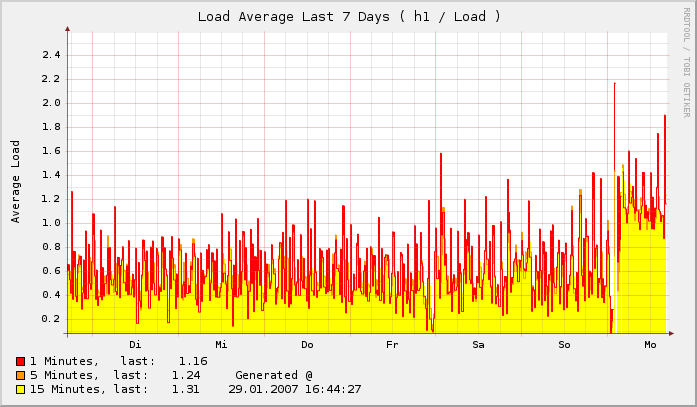 Load Average Last 7 Days ( h1 / Load )
RRDTOOL / TOBI OETIKER
Average Load
2.4
2.2
2.0
1.8
1.6
1.4
1.2
1.0
0.8
0.6
0.4
0.2
Di Mi Do Fr Sa So Mo
1 Minutes, last: 1.16
5 Minutes, last: 1.24 Generated @
15 Minutes, last: 1.31 29.01.2007 16:44:27